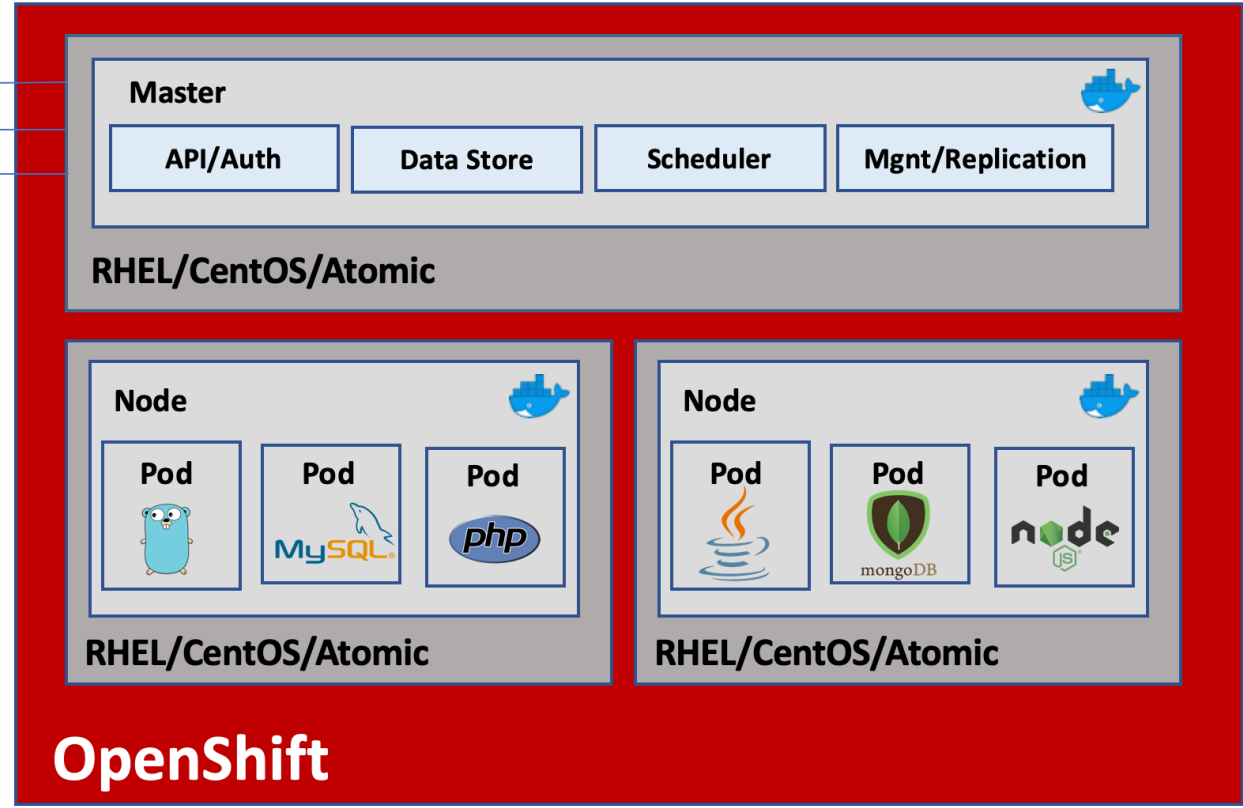 Master
API/Auth
Data Store
Scheduler
Mgnt/Replication
RHEL/CentOS/Atomic
Node
Pod
Pod
MySQL
Pod
php
RHEL/CentOS/Atomic
Node
Pod
Pod
mongoDB
Pod
node
JS
RHEL/CentOS/Atomic
OpenShift